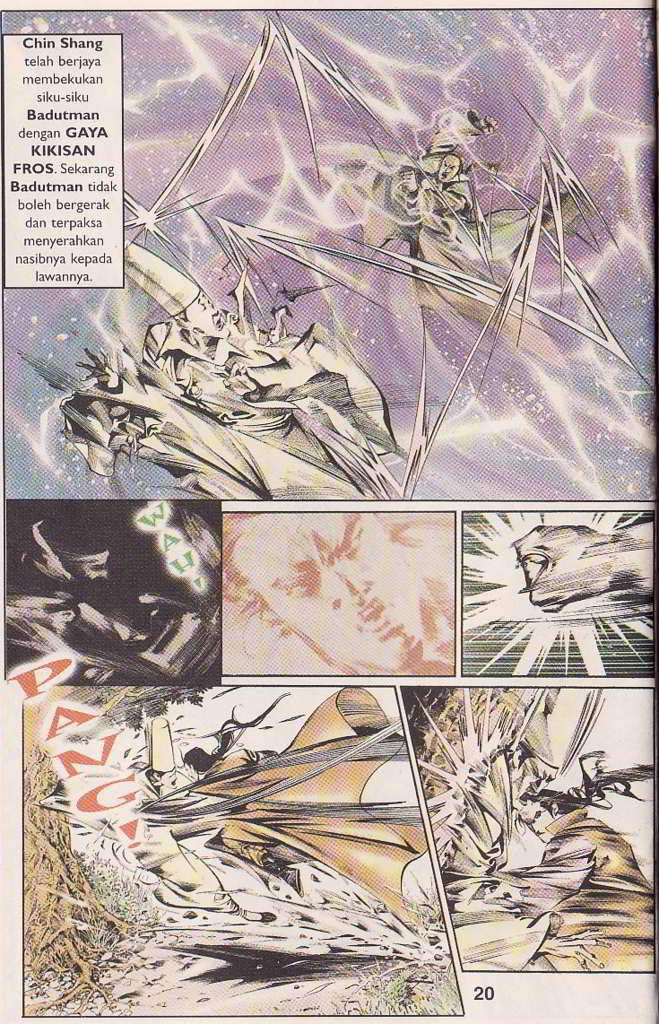 Chin Shang
telah berjaya
membekukan
siku-siku
Badutman
dengan GAYA
KIKISAN
FROS. Sekarang
Badutman tidak
boleh bergerak
dan terpaksa
menyerahkan
nasibnya kepada
lawannya.
WAH!
PANG!
20